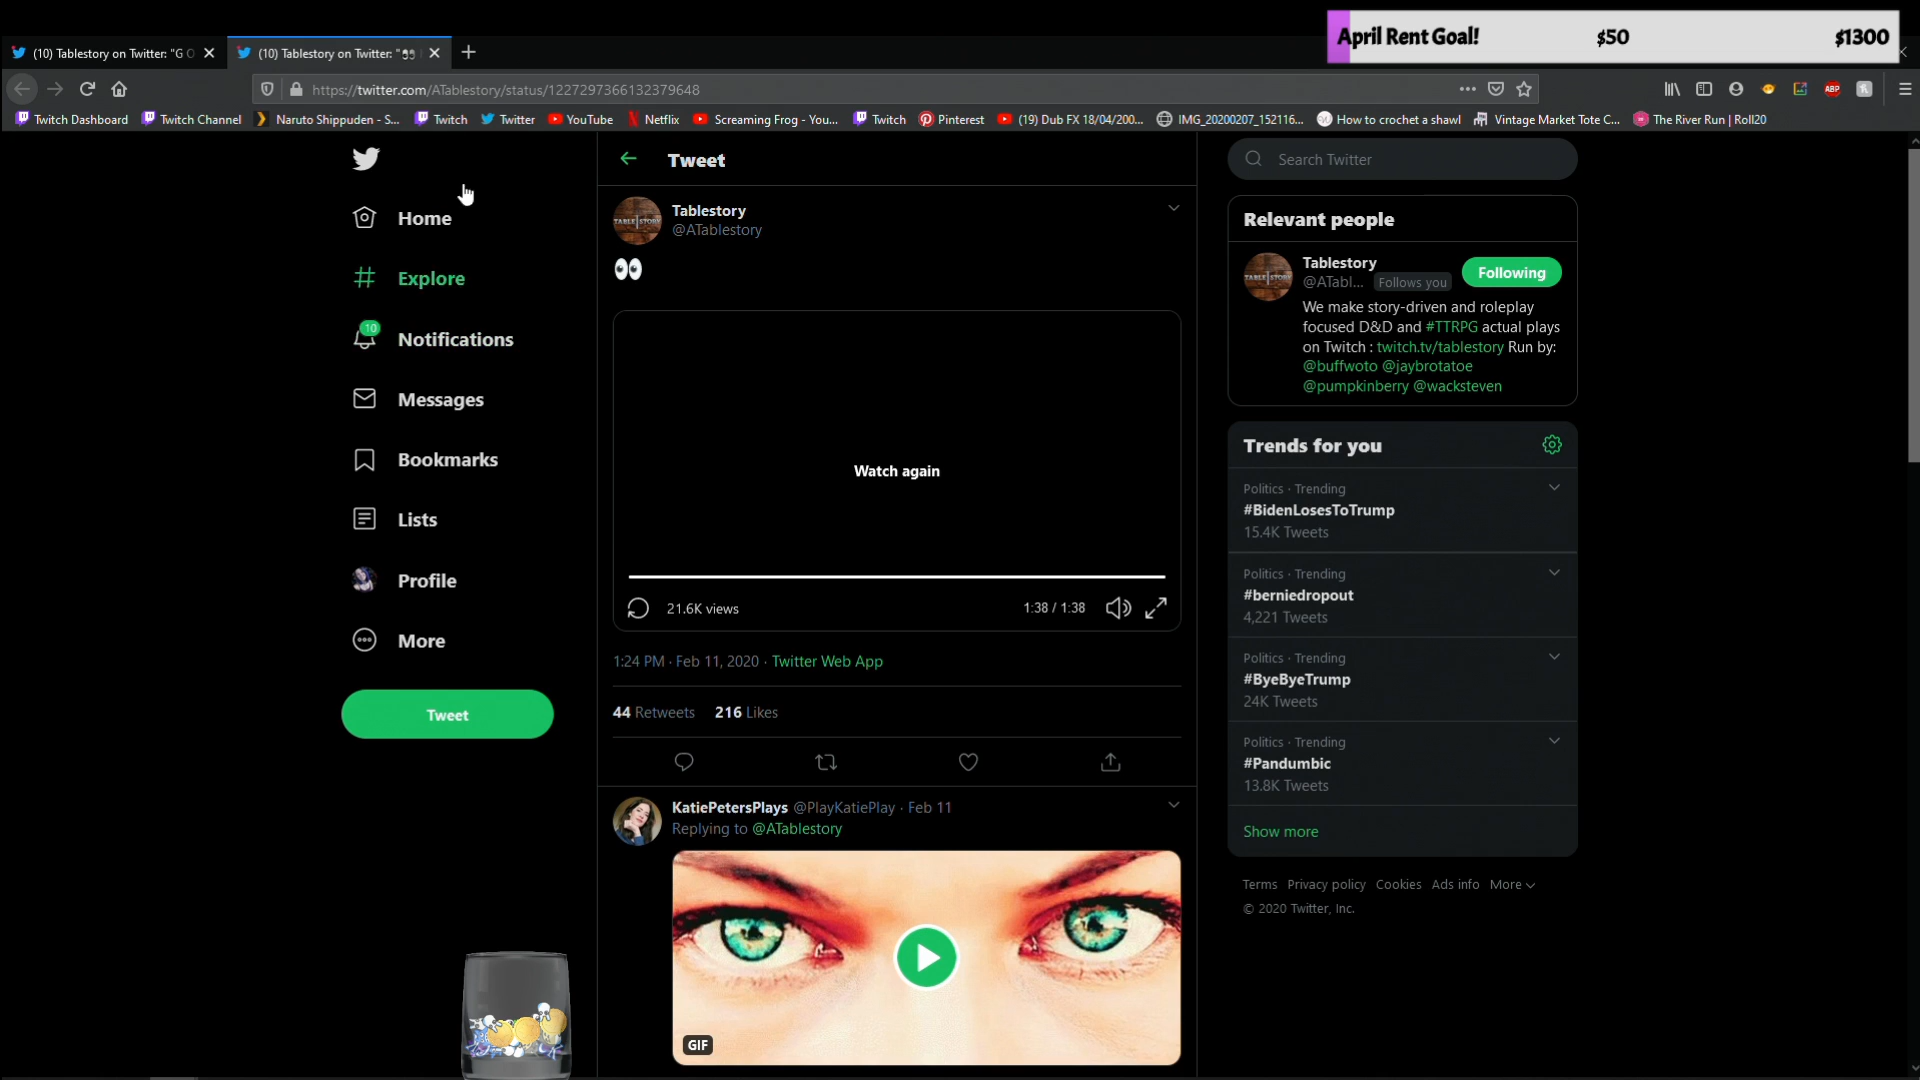 April Rent Goal! $50 $1300
(10) Tablestory on Twitter: "G O
(10) Tablestory on Twitter: "👀
https://twitter.com/ATablestory/status/1227297366132379648
ABP
Twitch Dashboard
Twitch Channel
Naruto Shippuden - S...
Twitch
Twitter
YouTube
Netflix
Screaming Frog - You...
Twitch
Pinterest
(19) Dub FX 18/04/200...
IMG_20200207_152116...
How to crochet a shawl
Vintage Market Tote C...
The River Run | Roll20
Home
Explore
10
Notifications
Messages
Bookmarks
Lists
Profile
More
Tweet
Tweet
TABLE STORY
Tablestory
@ATablestory
👀
Watch again
21.6K views
1:38 / 1:38
1:24 PM · Feb 11, 2020 · Twitter Web App
44 Retweets 216 Likes
KatiePetersPlays @PlayKatiePlay · Feb 11
Replying to @ATablestory
GIF
Search Twitter
Relevant people
TABLE STORY
Tablestory
@ATabl... Follows you
Following
We make story-driven and roleplay
focused D&D and #TTRPG actual plays
on Twitch : twitch.tv/tablestory Run by:
@buffwoto @jaybrotatoe
@pumpkinberry @wacksteven
Trends for you
Politics · Trending
#BidenLosesToTrump
15.4K Tweets
Politics · Trending
#berniedropout
4,221 Tweets
Politics · Trending
#ByeByeTrump
24K Tweets
Politics · Trending
#Pandumbic
13.8K Tweets
Show more
Terms Privacy policy Cookies Ads info More
© 2020 Twitter, Inc.